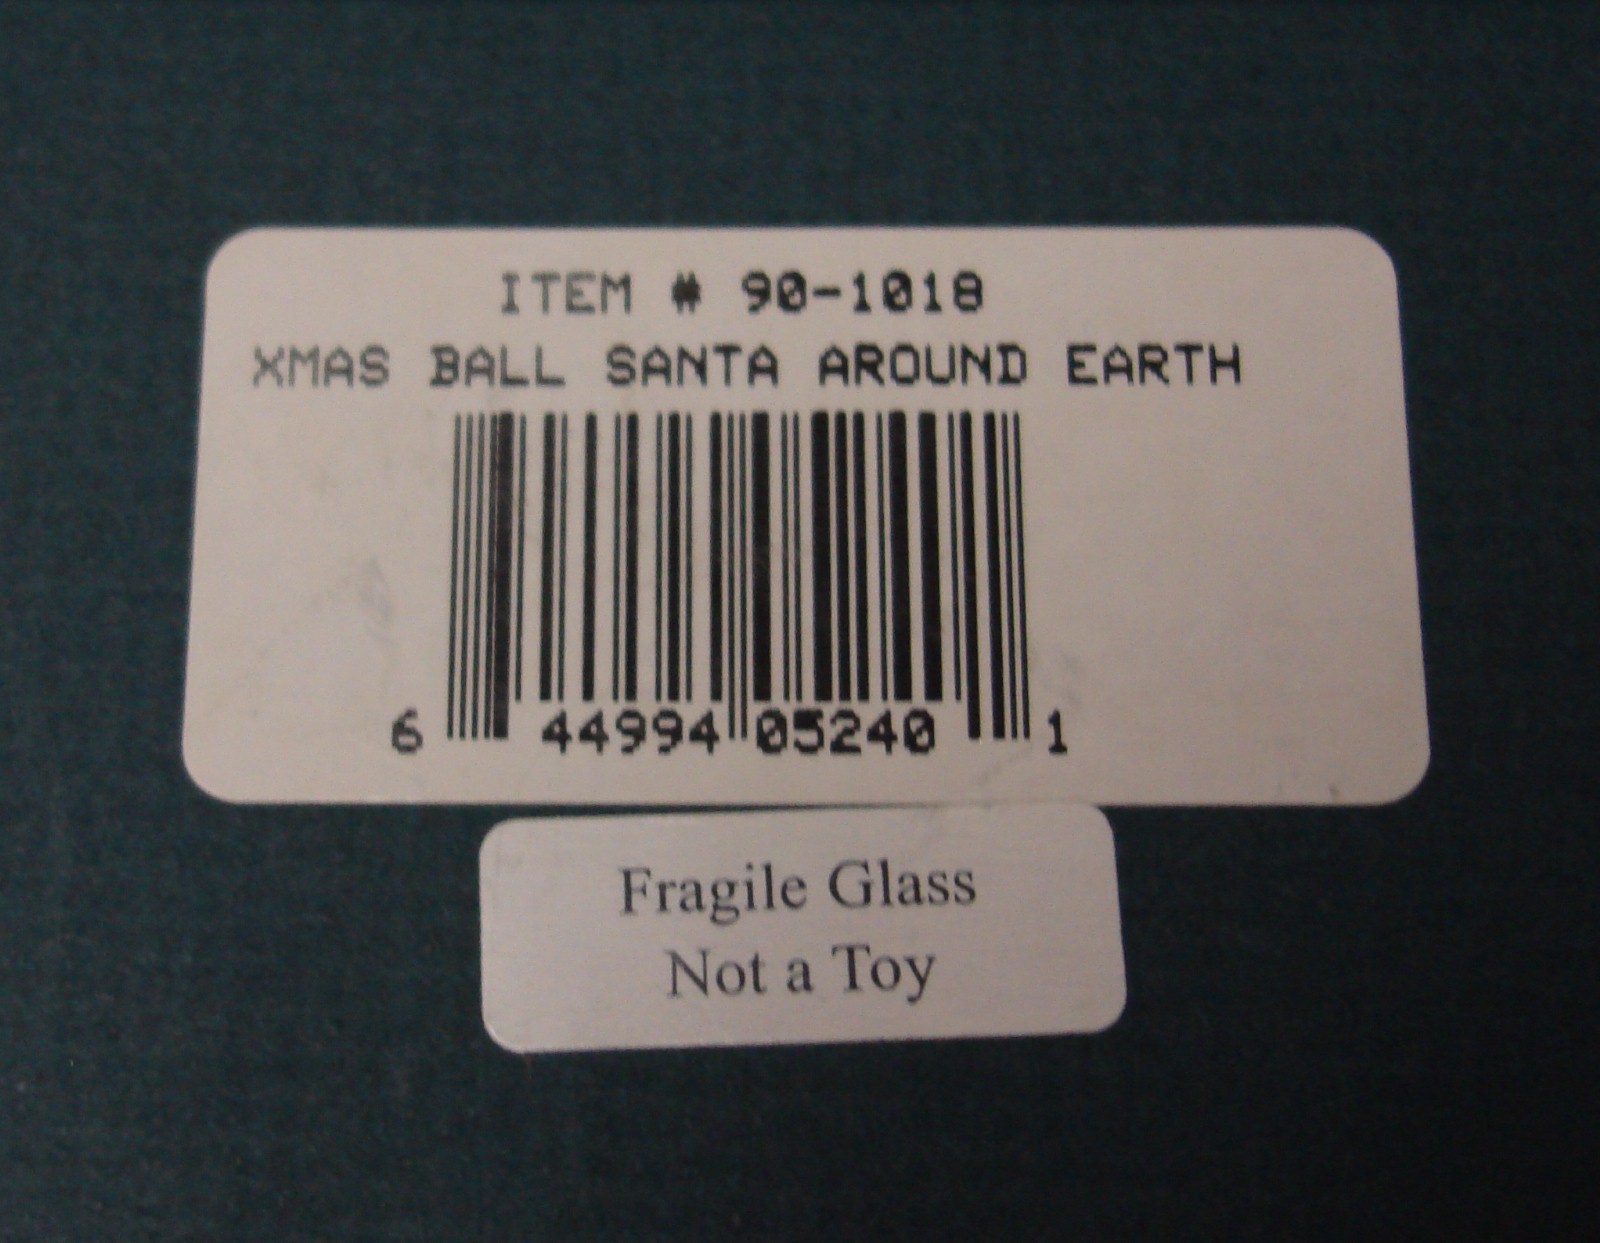 ITEM # 90-1018
XMAS BALL SANTA AROUND EARTH
6 44994 05240 1
Fragile Glass
Not a Toy